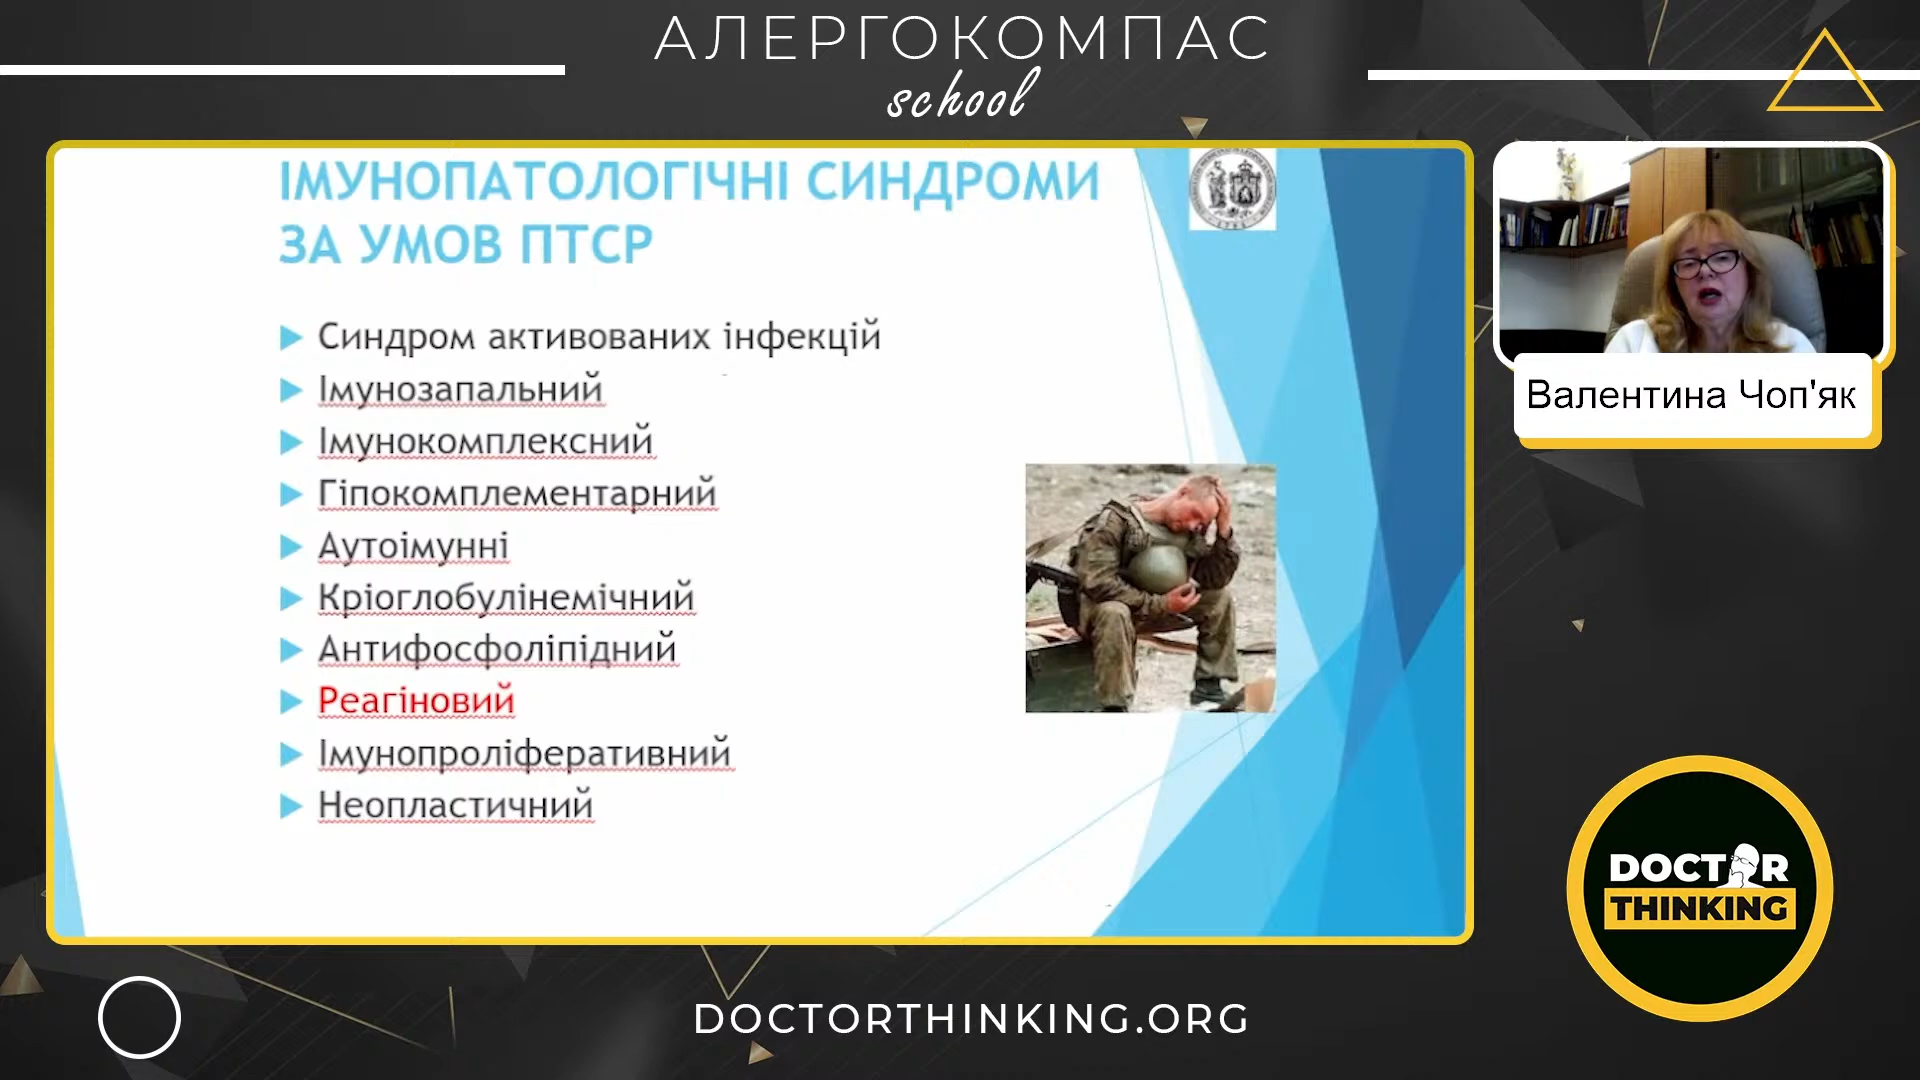 АЛЕРГОКОМПАС
school
ІМУНОПАТОЛОГІЧНІ СИНДРОМИ
ЗА УМОВ ПТСР
Синдром активованих інфекцій
Імунозапальний
Імунокомплексний
Гіпокомплементарний
Аутоімунні
Кріоглобулінемічний
Антифосфоліпідний
Реагіновий
Імунопроліферативний
Неопластичний
Валентина Чоп'як
DOCTOR
THINKING
DOCTORTHINKING.ORG